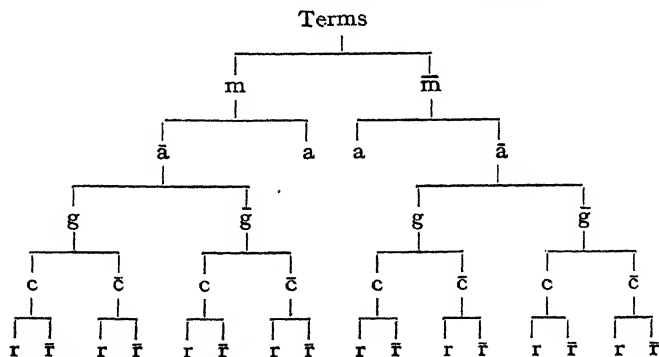 Terms
m m̄
ā a a ā
g ḡ g ḡ
c c̄ c c̄ c c̄ c c̄
r r̄ r r̄ r r̄ r r̄ r r̄ r r̄ r r̄ r r̄